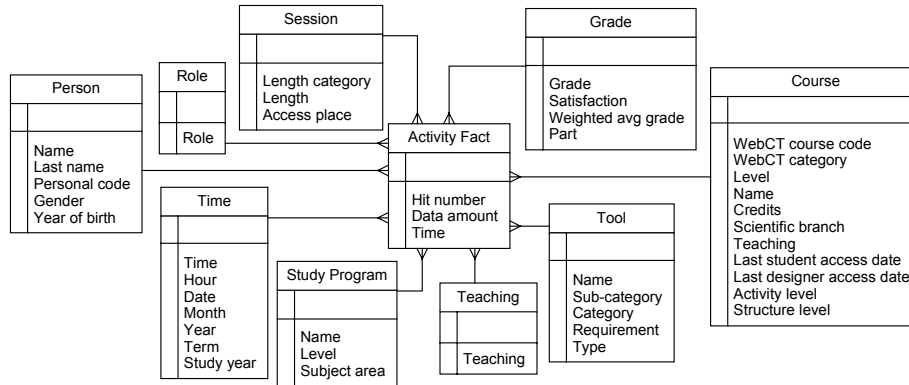 Session
Length category
Length
Access place
Grade
Grade
Satisfaction
Weighted avg grade
Part
Role
Role
Person
Name
Last name
Personal code
Gender
Year of birth
Course
WebCT course code
WebCT category
Level
Name
Credits
Scientific branch
Teaching
Last student access date
Last designer access date
Activity level
Structure level
Activity Fact
Hit number
Data amount
Time
Time
Time
Hour
Date
Month
Year
Term
Study year
Study Program
Name
Level
Subject area
Teaching
Teaching
Tool
Name
Sub-category
Category
Requirement
Type